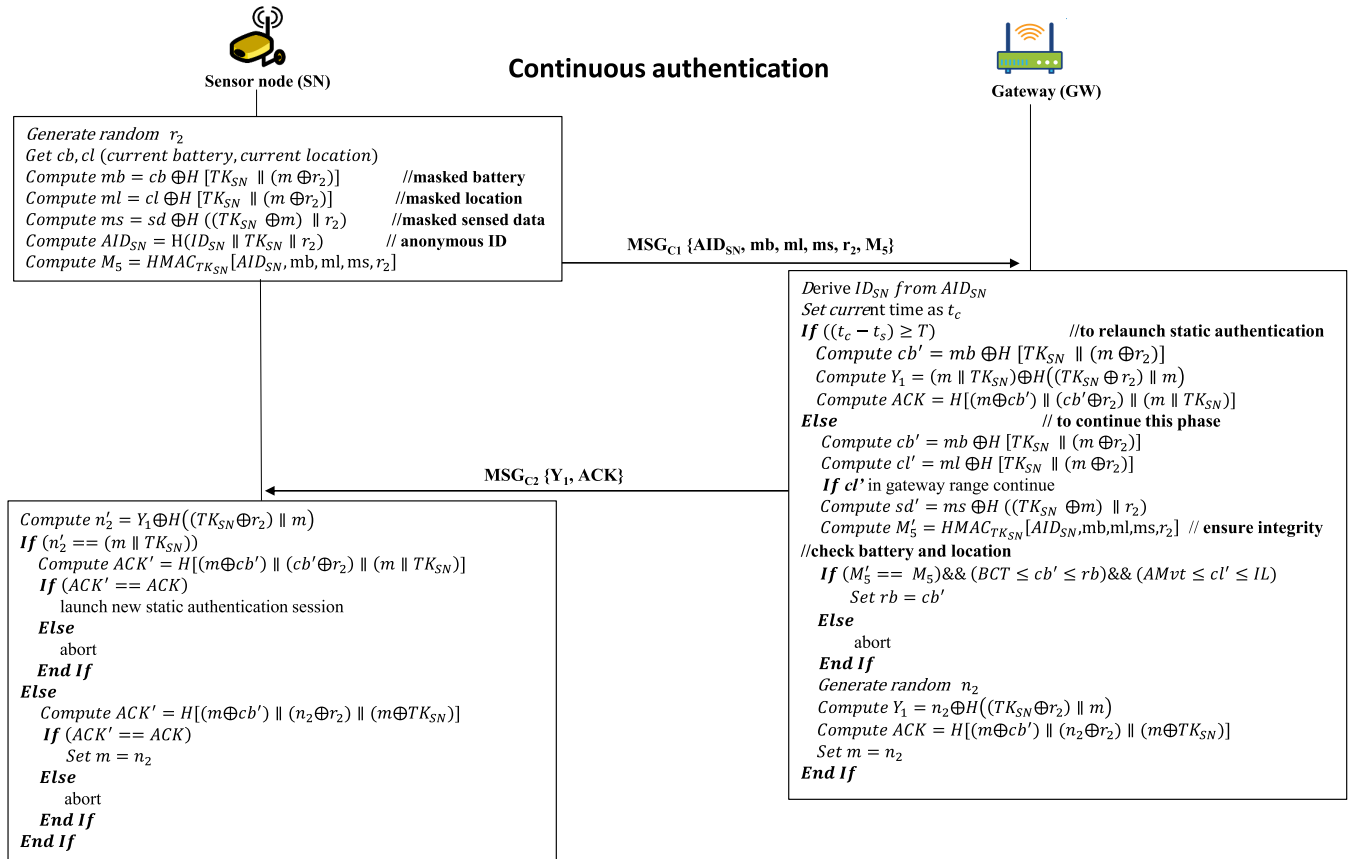 Continuous authentication
Sensor node (SN)
Gateway (GW)
Generate random r₂
Get cb, cl (current battery, current location)
Compute mb = cb ⊕H [TK_SN ∥ (m ⊕r₂)] //masked battery
Compute ml = cl ⊕H [TK_SN ∥ (m ⊕r₂)] //masked location
Compute ms = sd ⊕H ((TK_SN ⊕m) ∥ r₂) //masked sensed data
Compute AID_SN = H(ID_SN ∥ TK_SN ∥ r₂) // anonymous ID
Compute M₅ = HMAC_TK_SN[AID_SN, mb, ml, ms, r₂]
MSG_C1 {AID_SN, mb, ml, ms, r₂, M₅}
Derive ID_SN from AID_SN
Set current time as t_c
If ((t_c − t_s) ≥ T) //to relaunch static authentication
Compute cb′ = mb ⊕H [TK_SN ∥ (m ⊕r₂)]
Compute Y₁ = (m ∥ TK_SN)⊕H((TK_SN ⊕ r₂) ∥ m)
Compute ACK = H[(m⊕cb′) ∥ (cb′⊕r₂) ∥ (m ∥ TK_SN)]
Else // to continue this phase
Compute cb′ = mb ⊕H [TK_SN ∥ (m ⊕r₂)]
Compute cl′ = ml ⊕H [TK_SN ∥ (m ⊕r₂)]
If cl’ in gateway range continue
Compute sd′ = ms ⊕H ((TK_SN ⊕m) ∥ r₂)
Compute M₅′ = HMAC_TK_SN[AID_SN,mb,ml,ms,r₂] // ensure integrity
//check battery and location
If (M₅′ == M₅)&& (BCT ≤ cb′ ≤ rb)&& (AMvt ≤ cl′ ≤ IL)
Set rb = cb′
Else
abort
End If
Generate random n₂
Compute Y₁ = n₂⊕H((TK_SN⊕r₂) ∥ m)
Compute ACK = H[(m⊕cb′) ∥ (n₂⊕r₂) ∥ (m⊕TK_SN)]
Set m = n₂
End If
MSG_C2 {Y₁, ACK}
Compute n₂′ = Y₁⊕H((TK_SN⊕r₂) ∥ m)
If (n₂′ == (m ∥ TK_SN))
Compute ACK′ = H[(m⊕cb′) ∥ (cb′⊕r₂) ∥ (m ∥ TK_SN)]
If (ACK′ == ACK)
launch new static authentication session
Else
abort
End If
Else
Compute ACK′ = H[(m⊕cb′) ∥ (n₂⊕r₂) ∥ (m⊕TK_SN)]
If (ACK′ == ACK)
Set m = n₂
Else
abort
End If
End If